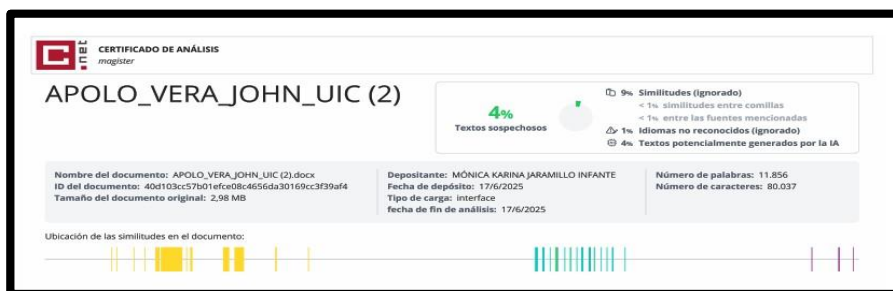 C.net
CERTIFICADO DE ANÁLISIS
magister
APOLO_VERA_JOHN_UIC (2)
4%
Textos sospechosos
9% Similitudes (ignorado)
< 1% similitudes entre comillas
< 1% entre las fuentes mencionadas
1% Idiomas no reconocidos (ignorado)
4% Textos potencialmente generados por la IA
Nombre del documento: APOLO_VERA_JOHN_UIC (2).docx
ID del documento: 40d103cc57b01efce08c4656da30169cc3f39af4
Tamaño del documento original: 2,98 MB
Depositante: MÓNICA KARINA JARAMILLO INFANTE
Fecha de depósito: 17/6/2025
Tipo de carga: interface
fecha de fin de análisis: 17/6/2025
Número de palabras: 11.856
Número de caracteres: 80.037
Ubicación de las similitudes en el documento: